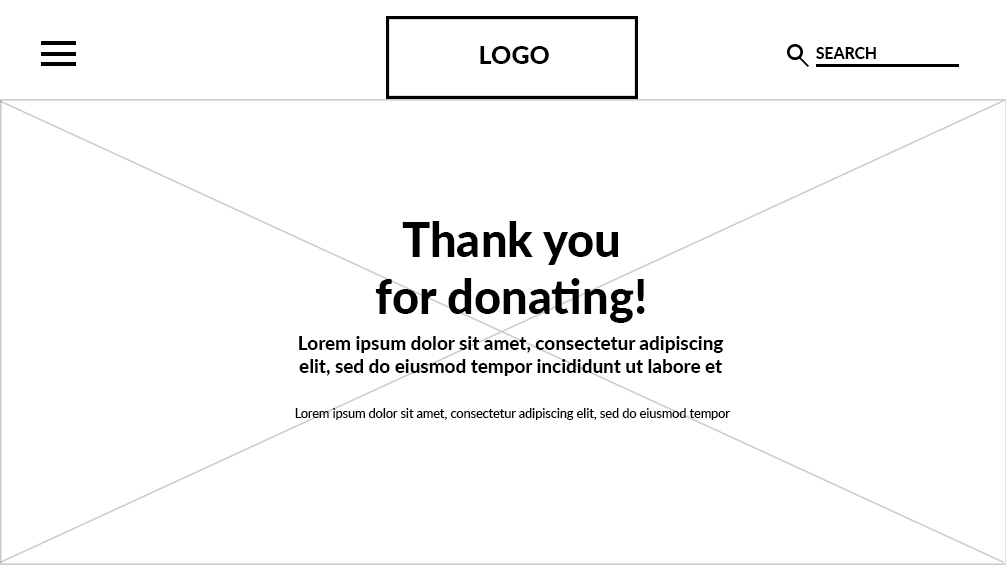 LOGO
SEARCH
Thank you
for donating!
Lorem ipsum dolor sit amet, consectetur adipiscing
elit, sed do eiusmod tempor incididunt ut labore et
Lorem ipsum dolor sit amet, consectetur adipiscing elit, sed do eiusmod tempor